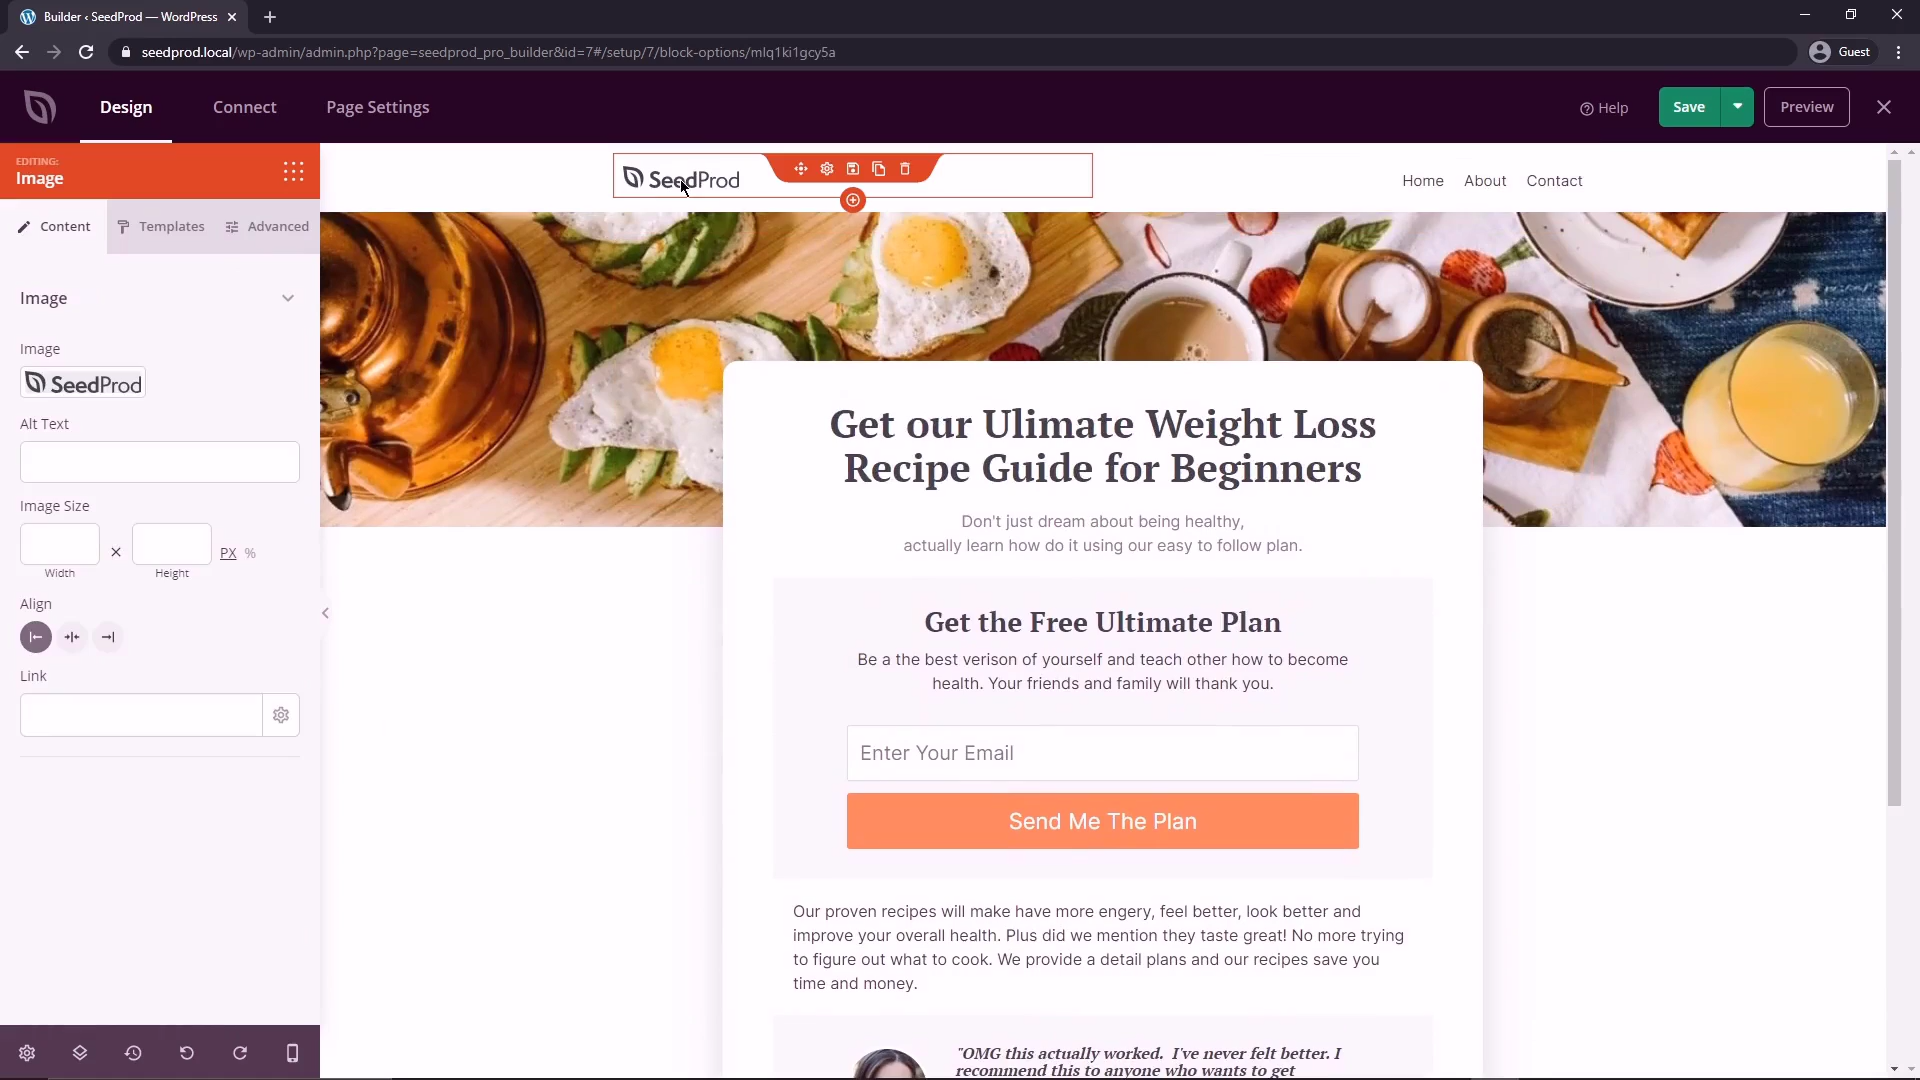 Builder ‹ SeedProd — WordPress
seedprod.local/wp-admin/admin.php?page=seedprod_pro_builder&id=7#/setup/7/block-options/mlq1ki1gcy5a
Guest
Design
Connect
Page Settings
Help
Save
Preview
EDITING:
Image
SeedProd
Home
About
Contact
Content
Templates
Advanced
Image
Image
SeedProd
Alt Text
Image Size
PX %
Width
Height
Align
Link
Get our Ulimate Weight Loss
Recipe Guide for Beginners
Don't just dream about being healthy,
actually learn how do it using our easy to follow plan.
Get the Free Ultimate Plan
Be a the best verison of yourself and teach other how to become
health. Your friends and family will thank you.
Enter Your Email
Send Me The Plan
Our proven recipes will make have more engery, feel better, look better and
improve your overall health. Plus did we mention they taste great! No more trying
to figure out what to cook. We provide a detail plans and our recipes save you
time and money.
"OMG this actually worked. I've never felt better. I
recommend this to anyone who wants to get